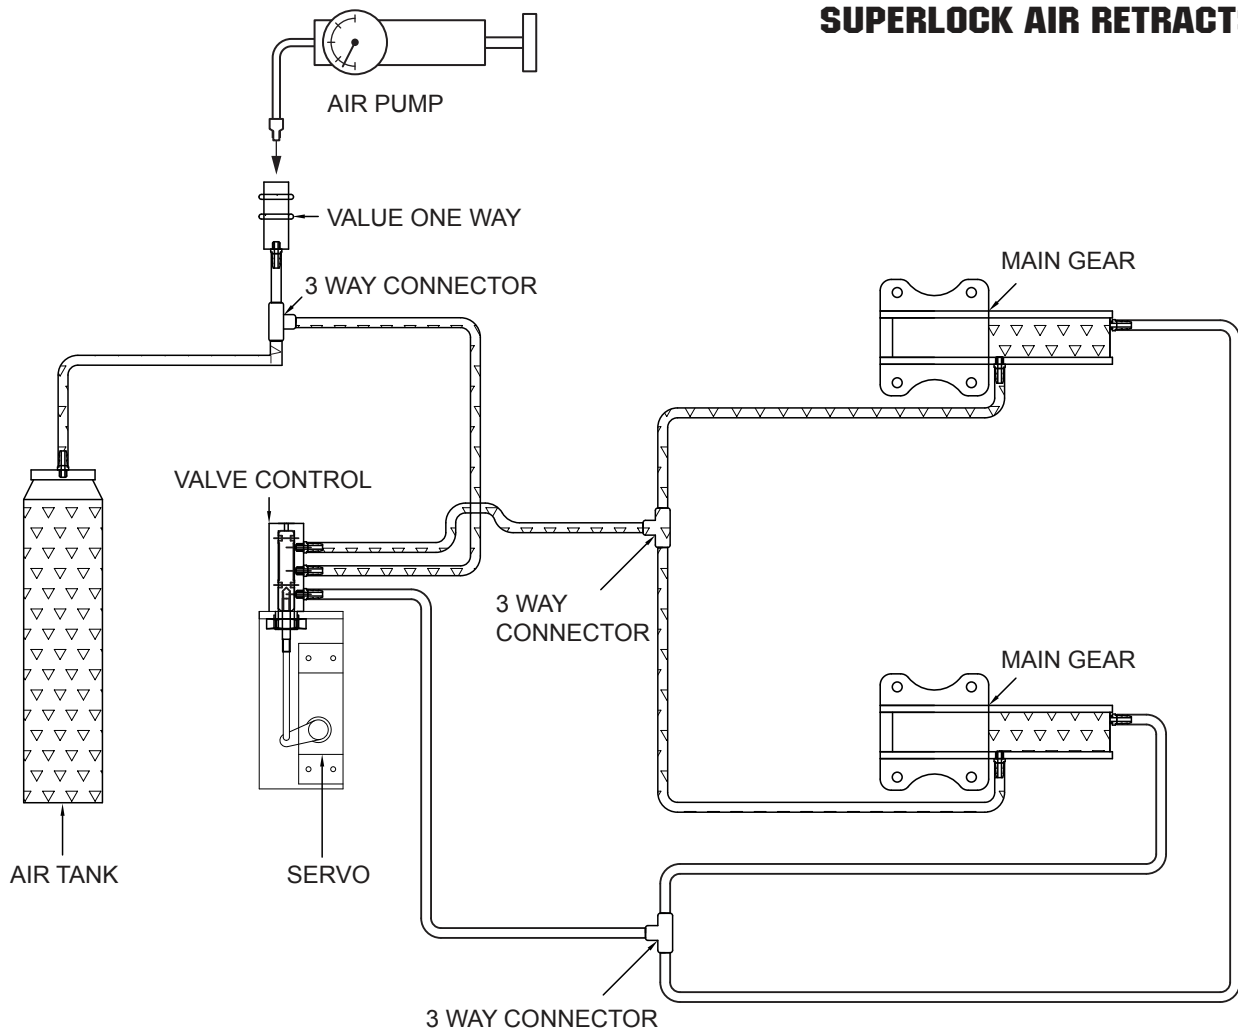 SUPERLOCK AIR RETRACTS
AIR PUMP
VALUE ONE WAY
3 WAY CONNECTOR
MAIN GEAR
VALVE CONTROL
3 WAY
CONNECTOR
MAIN GEAR
AIR TANK
SERVO
3 WAY CONNECTOR